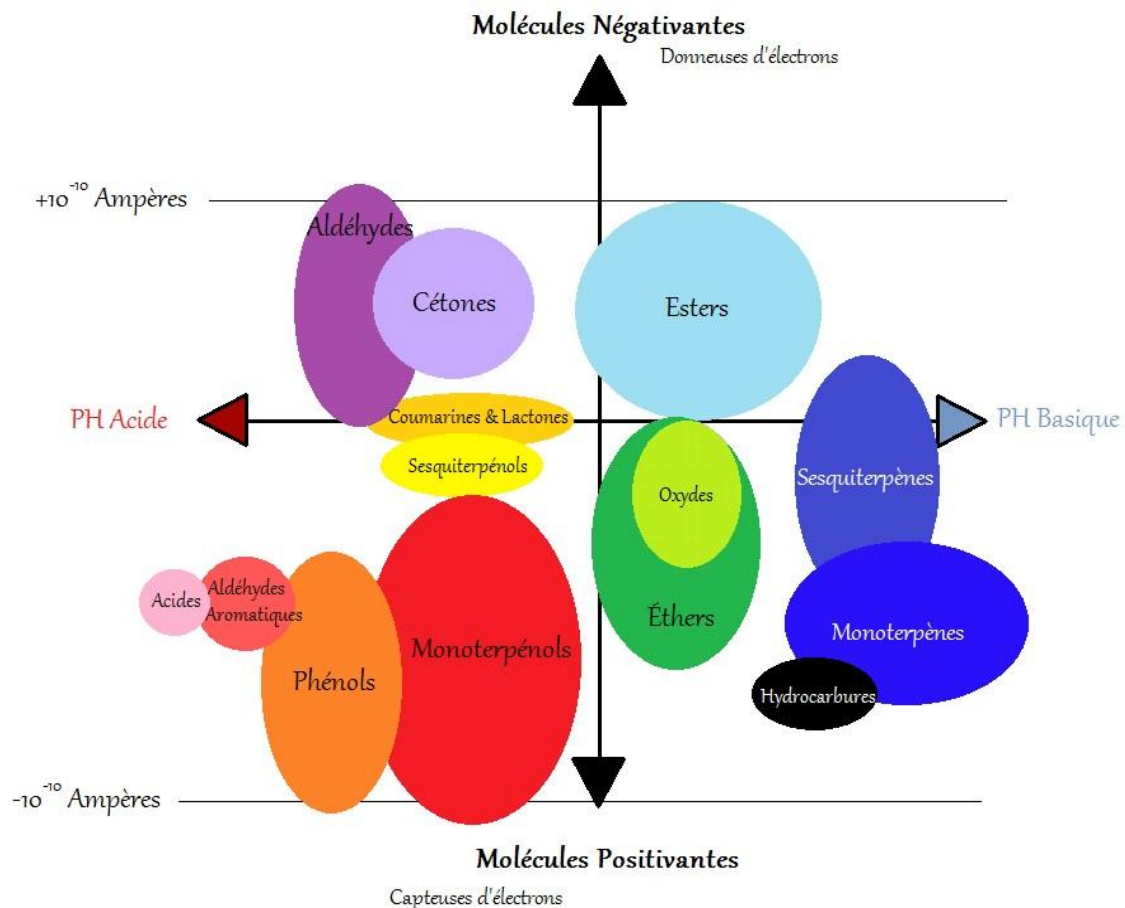 Molécules Négativantes
Donneuses d'électrons
+10⁻¹⁰ Ampères
Aldéhydes
Cétones
Esters
PH Acide
Coumarines & Lactones
PH Basique
Sesquiterpénols
Sesquiterpènes
Oxydes
Acides
Aldéhydes
Aromatiques
Éthers
Monoterpénols
Monoterpènes
Phénols
Hydrocarbures
-10⁻¹⁰ Ampères
Molécules Positivantes
Capteuses d'électrons